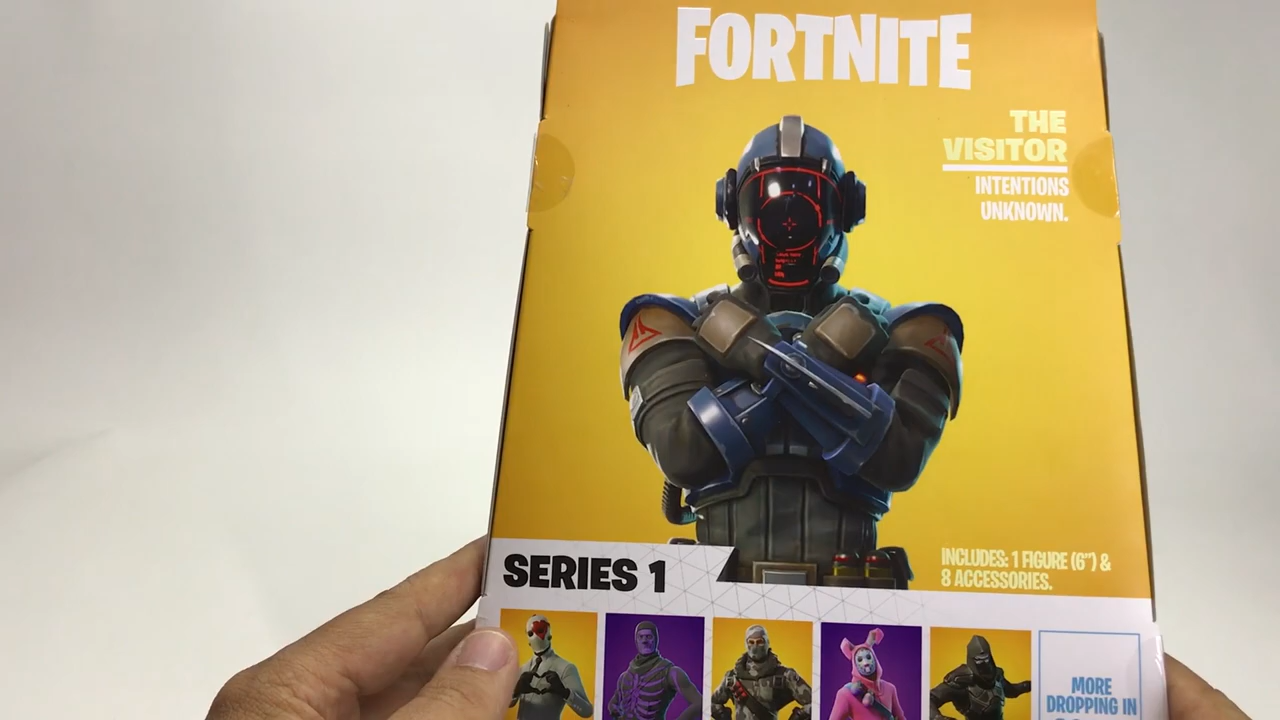 FORTNITE
THE
VISITOR
INTENTIONS
UNKNOWN.
INCLUDES: 1 FIGURE (6") &
8 ACCESSORIES.
SERIES 1
MORE
DROPPING IN